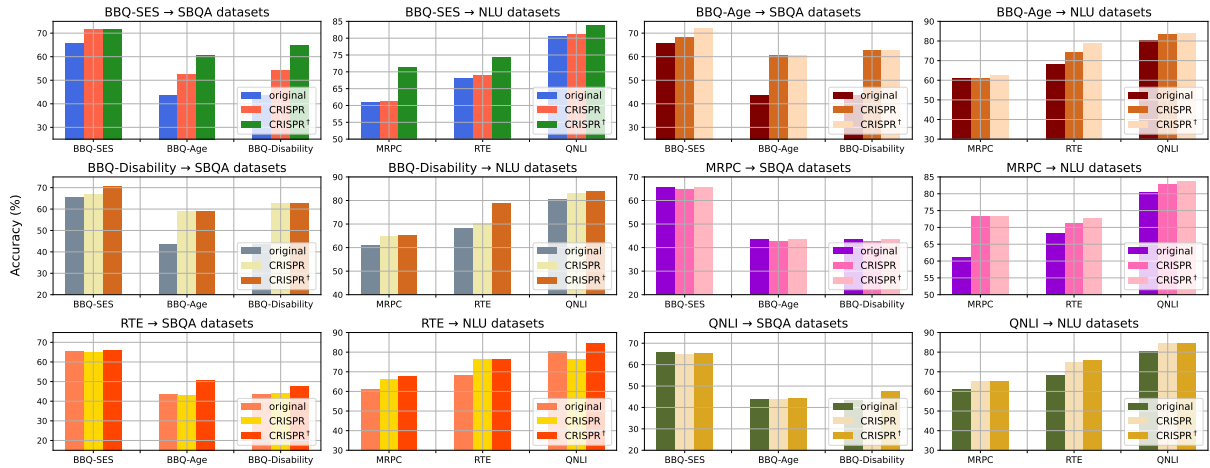 BBQ-SES → SBQA datasets
70
60
50
40
30
BBQ-SES
BBQ-Age
BBQ-Disability
original
CRISPR
CRISPR†
BBQ-SES → NLU datasets
85
80
75
70
65
60
55
50
MRPC
RTE
QNLI
original
CRISPR
CRISPR†
BBQ-Age → SBQA datasets
70
60
50
40
30
BBQ-SES
BBQ-Age
BBQ-Disability
original
CRISPR
CRISPR†
BBQ-Age → NLU datasets
90
80
70
60
50
40
30
MRPC
RTE
QNLI
original
CRISPR
CRISPR†
Accuracy (%)
BBQ-Disability → SBQA datasets
70
60
50
40
30
20
BBQ-SES
BBQ-Age
BBQ-Disability
original
CRISPR
CRISPR†
BBQ-Disability → NLU datasets
90
80
70
60
50
40
MRPC
RTE
QNLI
original
CRISPR
CRISPR†
MRPC → SBQA datasets
70
60
50
40
30
20
BBQ-SES
BBQ-Age
BBQ-Disability
original
CRISPR
CRISPR†
MRPC → NLU datasets
85
80
75
70
65
60
55
50
MRPC
RTE
QNLI
original
CRISPR
CRISPR†
RTE → SBQA datasets
70
60
50
40
30
20
BBQ-SES
BBQ-Age
BBQ-Disability
original
CRISPR
CRISPR†
RTE → NLU datasets
90
80
70
60
50
40
30
MRPC
RTE
QNLI
original
CRISPR
CRISPR†
QNLI → SBQA datasets
70
60
50
40
30
20
BBQ-SES
BBQ-Age
BBQ-Disability
original
CRISPR
CRISPR†
QNLI → NLU datasets
90
80
70
60
50
40
30
MRPC
RTE
QNLI
original
CRISPR
CRISPR†